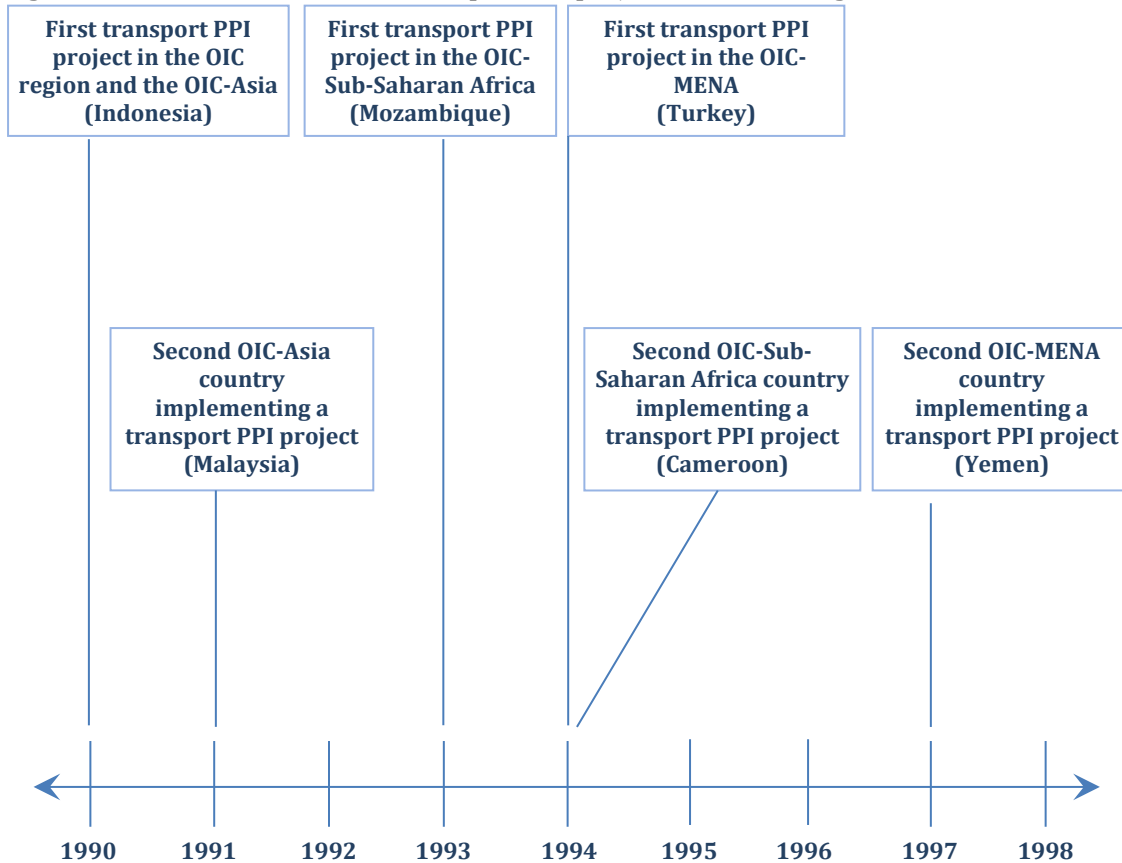 First transport PPI
project in the OIC
region and the OIC-Asia
(Indonesia)
First transport PPI
project in the OIC-
Sub-Saharan Africa
(Mozambique)
First transport PPI
project in the OIC-
MENA
(Turkey)
Second OIC-Asia
country
implementing a
transport PPI project
(Malaysia)
Second OIC-Sub-
Saharan Africa country
implementing a
transport PPI project
(Cameroon)
Second OIC-MENA
country
implementing a
transport PPI project
(Yemen)
1990 1991 1992 1993 1994 1995 1996 1997 1998